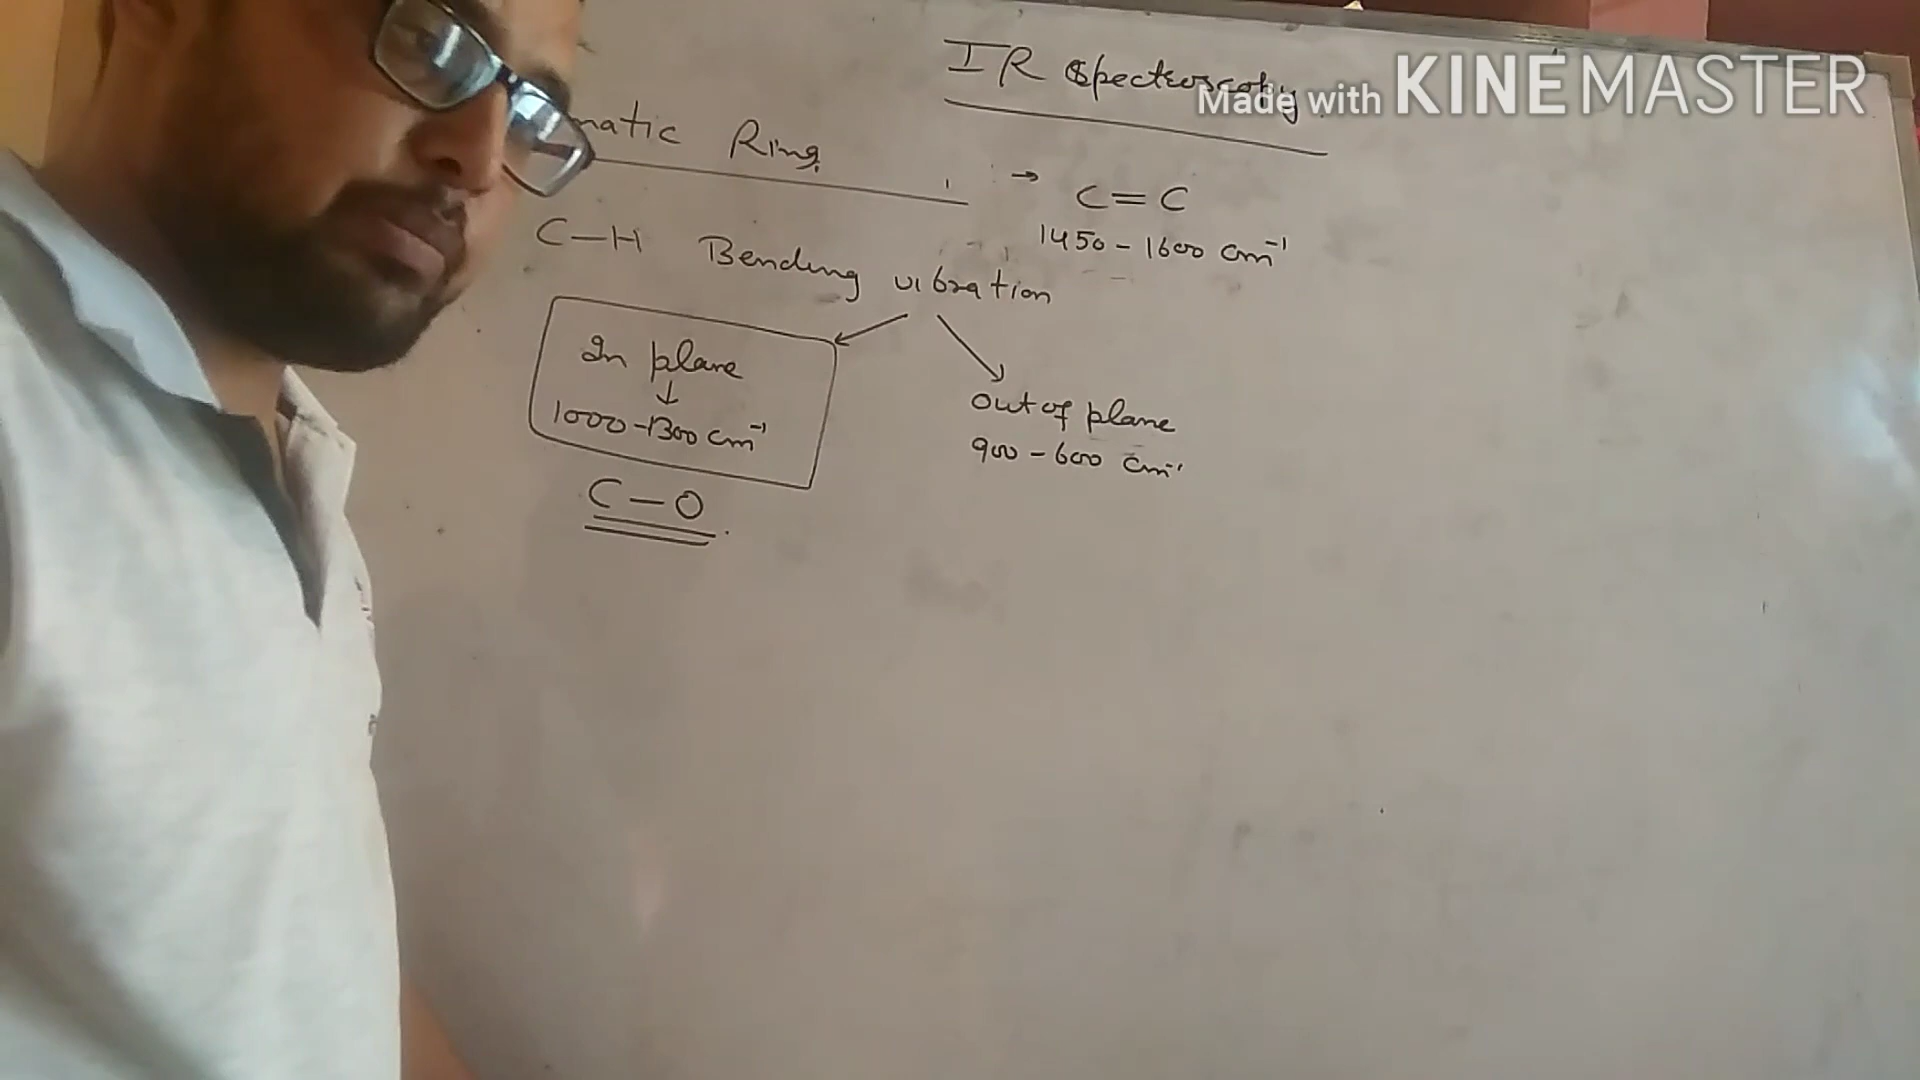 IR spectroscopy
Made with KINEMASTER
matic Ring
→ C=C
1450-1600 cm⁻¹
C-H Bending vibration
In plane
↓
1000-1300 cm⁻¹
out of plane
900-600 cm⁻¹
C-O